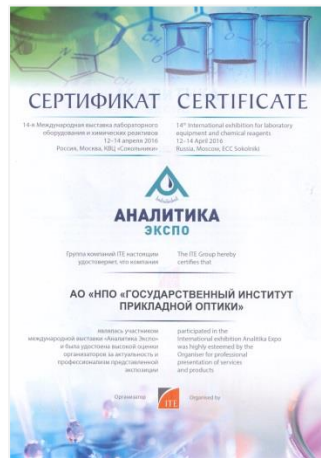 СЕРТИФИКАТ
CERTIFICATE
14-я Международная выставка лабораторного
оборудования и химических реактивов
12–14 апреля 2016
Россия, Москва, КВЦ «Сокольники»
14th International exhibition for laboratory
equipment and chemical reagents
12–14 April 2016
Russia, Moscow, ECC Sokolniki
АНАЛИТИКА
ЭКСПО
Группа компаний ITE настоящим
удостоверяет, что компания
The ITE Group hereby
certifies that
АО «НПО «ГОСУДАРСТВЕННЫЙ ИНСТИТУТ
ПРИКЛАДНОЙ ОПТИКИ»
являлась участником
международной выставки «Аналитика Экспо»
и была удостоена высокой оценки
организаторов за актуальность и
профессионализм представленной
экспозиции
participated in the
International exhibition Analitika Expo
was highly esteemed by the
Organiser for professional
presentation of services
and products
Организатор
ITE
Organised by